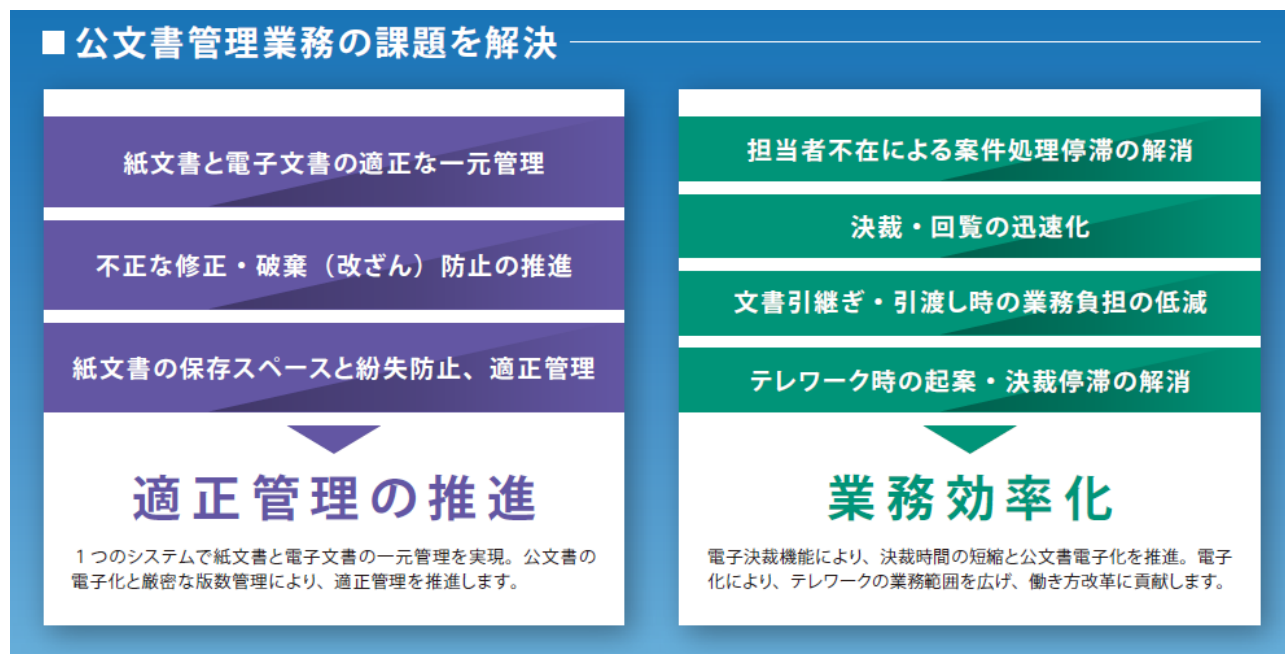 ■公文書管理業務の課題を解決
紙文書と電子文書の適正な一元管理
不正な修正・破棄（改ざん）防止の推進
紙文書の保存スペースと紛失防止、適正管理
適正管理の推進
１つのシステムで紙文書と電子文書の一元管理を実現。公文書の
電子化と厳密な版数管理により、適正管理を推進します。
担当者不在による案件処理停滞の解消
決裁・回覧の迅速化
文書引継ぎ・引渡し時の業務負担の低減
テレワーク時の起案・決裁停滞の解消
業務効率化
電子決裁機能により、決裁時間の短縮と公文書電子化を推進。電子
化により、テレワークの業務範囲を広げ、働き方改革に貢献します。